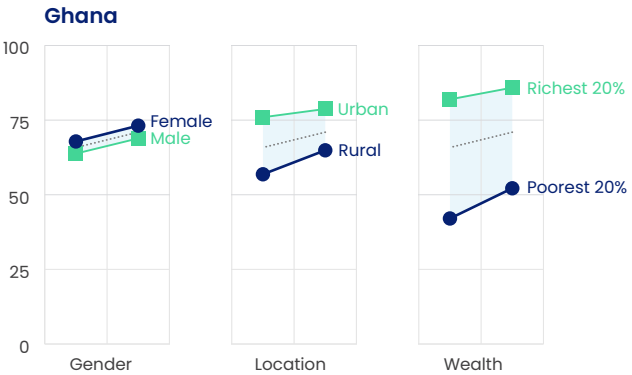 Ghana
100
75
50
25
0
Female
Male
Urban
Rural
Richest 20%
Poorest 20%
Gender
Location
Wealth